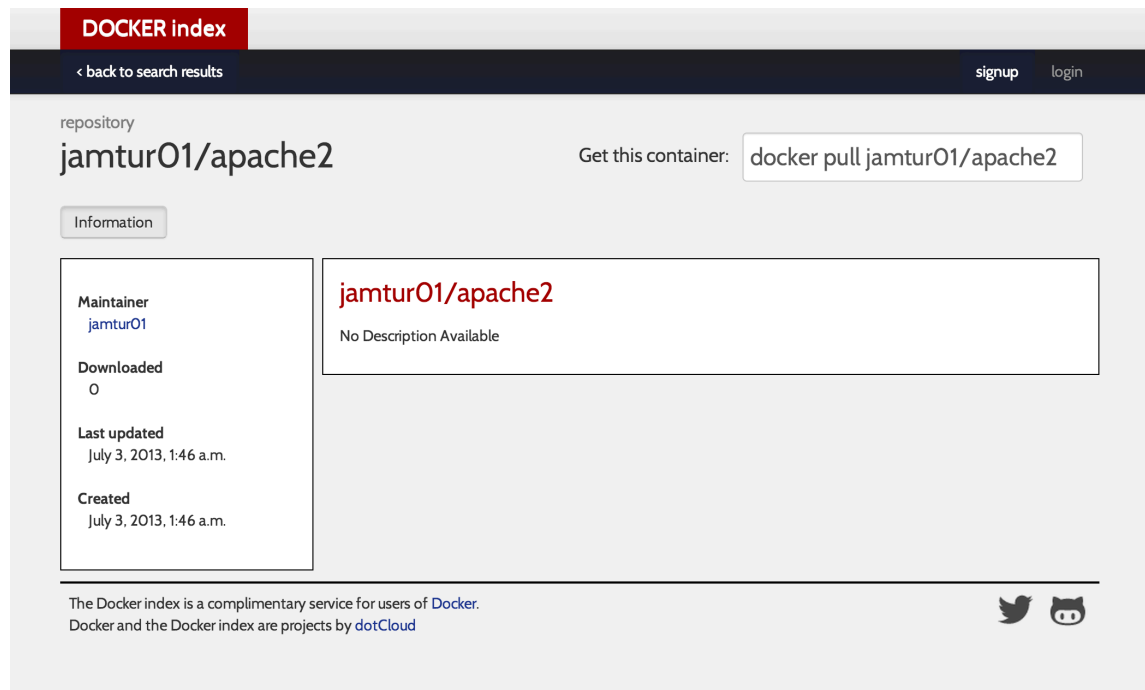 DOCKER index
< back to search results
signup
login
repository
jamtur01/apache2
Get this container:
docker pull jamtur01/apache2
Information
Maintainer
jamtur01
Downloaded
0
Last updated
July 3, 2013, 1:46 a.m.
Created
July 3, 2013, 1:46 a.m.
jamtur01/apache2
No Description Available
The Docker index is a complimentary service for users of Docker.
Docker and the Docker index are projects by dotCloud